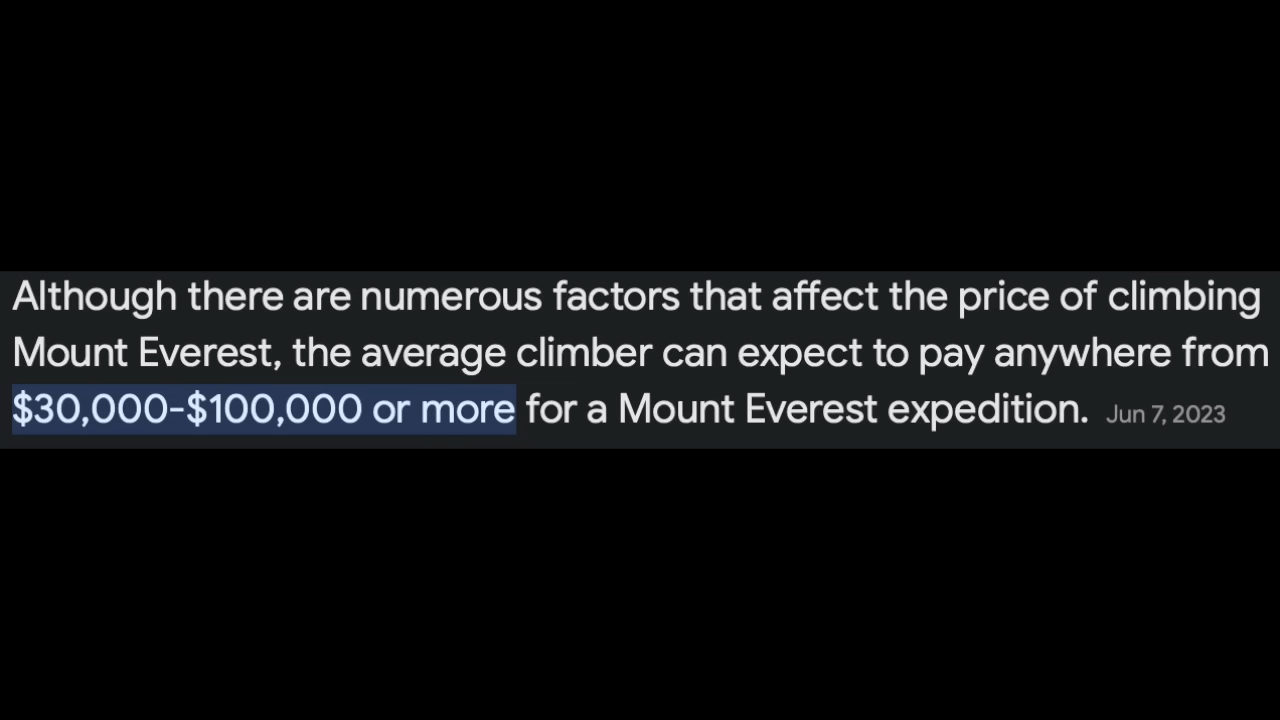 Although there are numerous factors that affect the price of climbing
Mount Everest, the average climber can expect to pay anywhere from
$30,000-$100,000 or more for a Mount Everest expedition. Jun 7, 2023